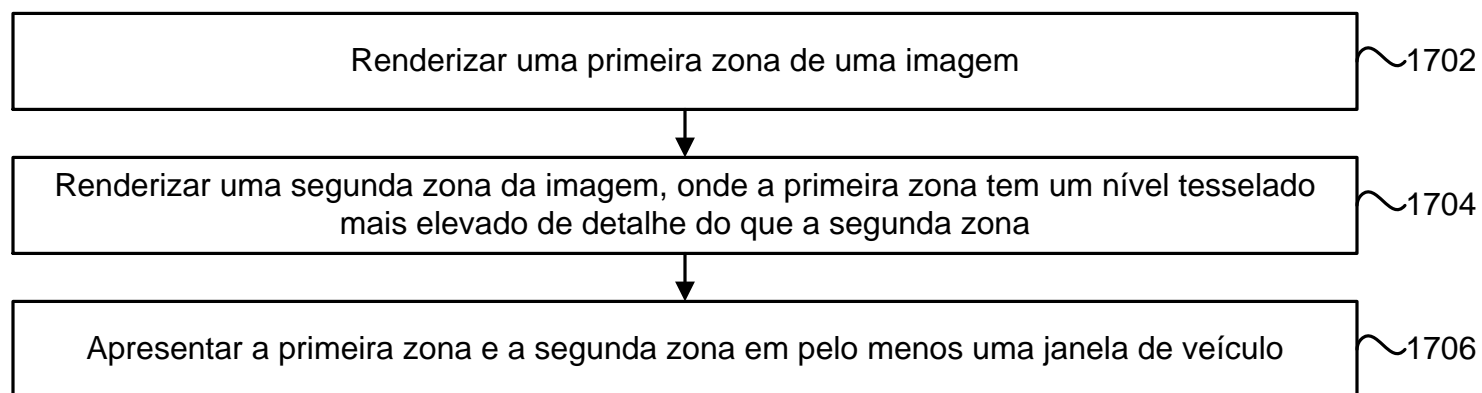 Renderizar uma primeira zona de uma imagem
1702
Renderizar uma segunda zona da imagem, onde a primeira zona tem um nível tesselado
mais elevado de detalhe do que a segunda zona
1704
Apresentar a primeira zona e a segunda zona em pelo menos uma janela de veículo
1706